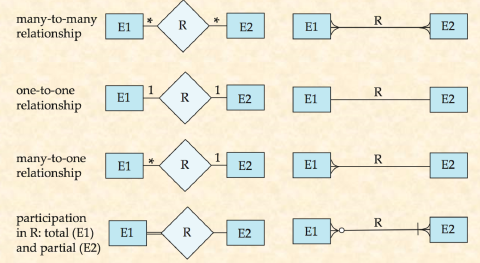 many-to-many
relationship
E1 * R * E2
E1 R E2
one-to-one
relationship
E1 1 R 1 E2
E1 R E2
many-to-one
relationship
E1 * R 1 E2
E1 R E2
participation
in R: total (E1)
and partial (E2)
E1 R E2
E1 R E2